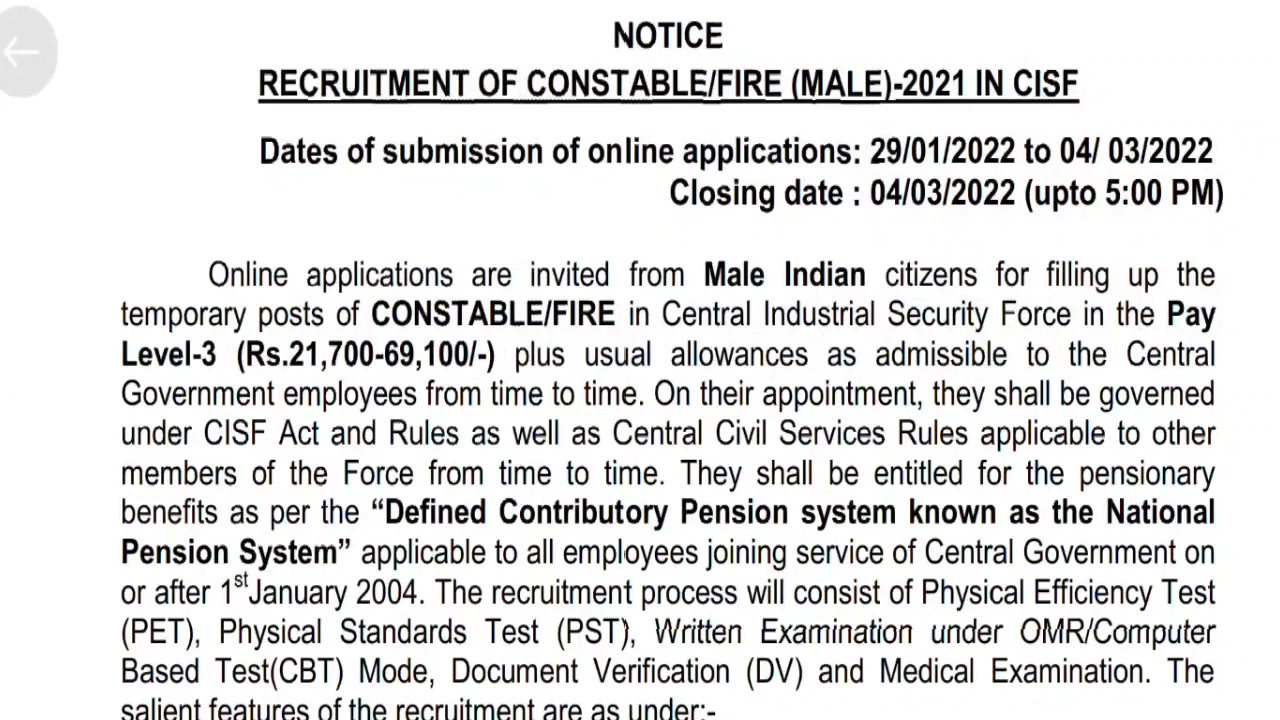 NOTICE
RECRUITMENT OF CONSTABLE/FIRE (MALE)-2021 IN CISF
Dates of submission of online applications: 29/01/2022 to 04/ 03/2022
Closing date : 04/03/2022 (upto 5:00 PM)
Online applications are invited from Male Indian citizens for filling up the
temporary posts of CONSTABLE/FIRE in Central Industrial Security Force in the Pay
Level-3 (Rs.21,700-69,100/-) plus usual allowances as admissible to the Central
Government employees from time to time. On their appointment, they shall be governed
under CISF Act and Rules as well as Central Civil Services Rules applicable to other
members of the Force from time to time. They shall be entitled for the pensionary
benefits as per the “Defined Contributory Pension system known as the National
Pension System” applicable to all employees joining service of Central Government on
or after 1st January 2004. The recruitment process will consist of Physical Efficiency Test
(PET), Physical Standards Test (PST), Written Examination under OMR/Computer
Based Test(CBT) Mode, Document Verification (DV) and Medical Examination. The
salient features of the recruitment are as under:-